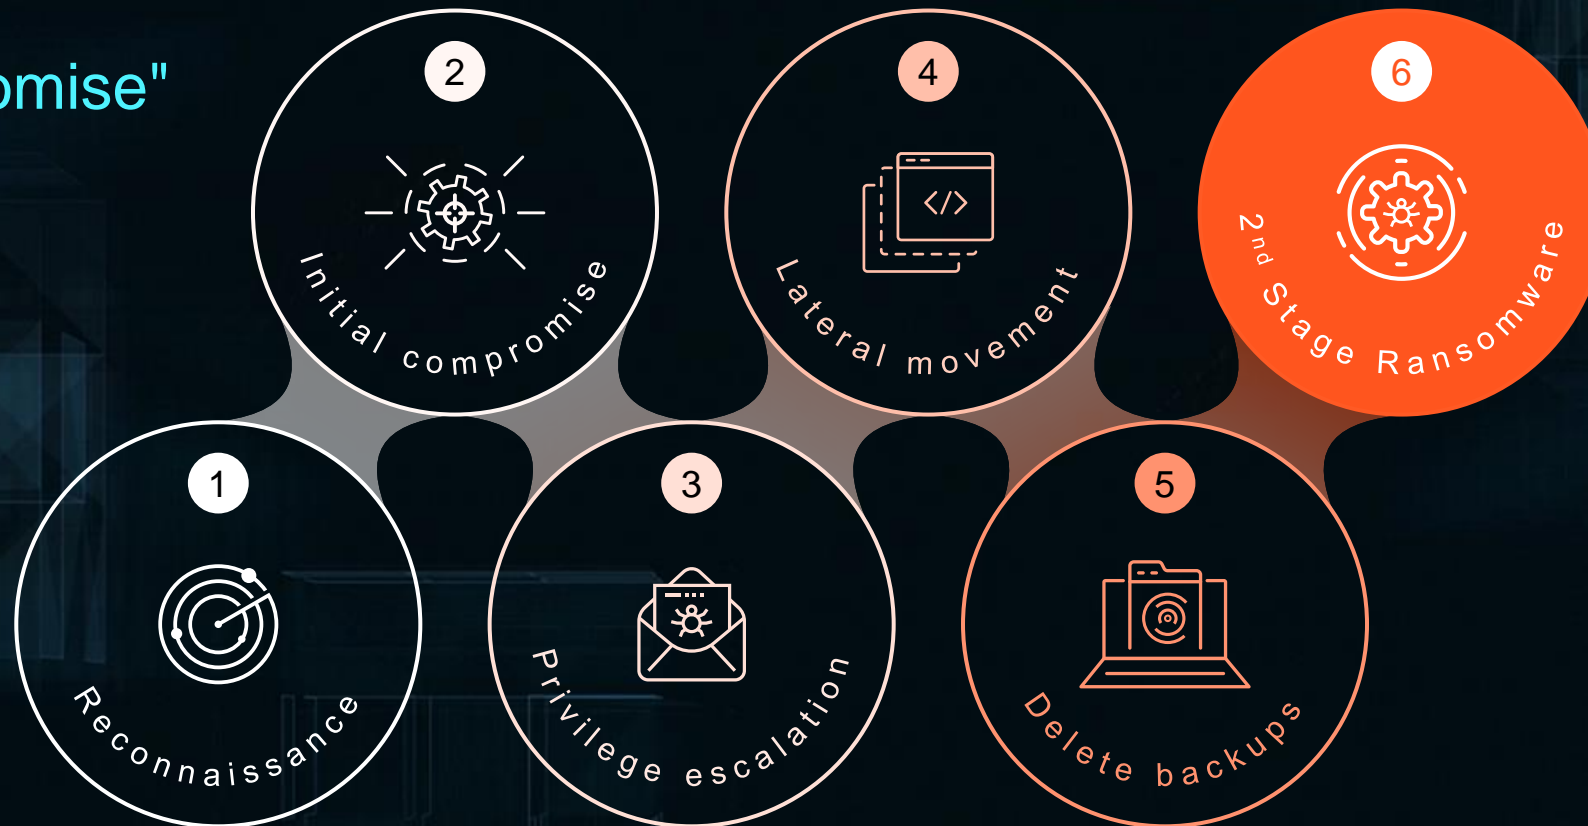 omise"
1
Reconnaissance
2
Initial compromise
3
Privilege escalation
4
</>
Lateral movement
5
Delete backups
6
2nd Stage Ransomware